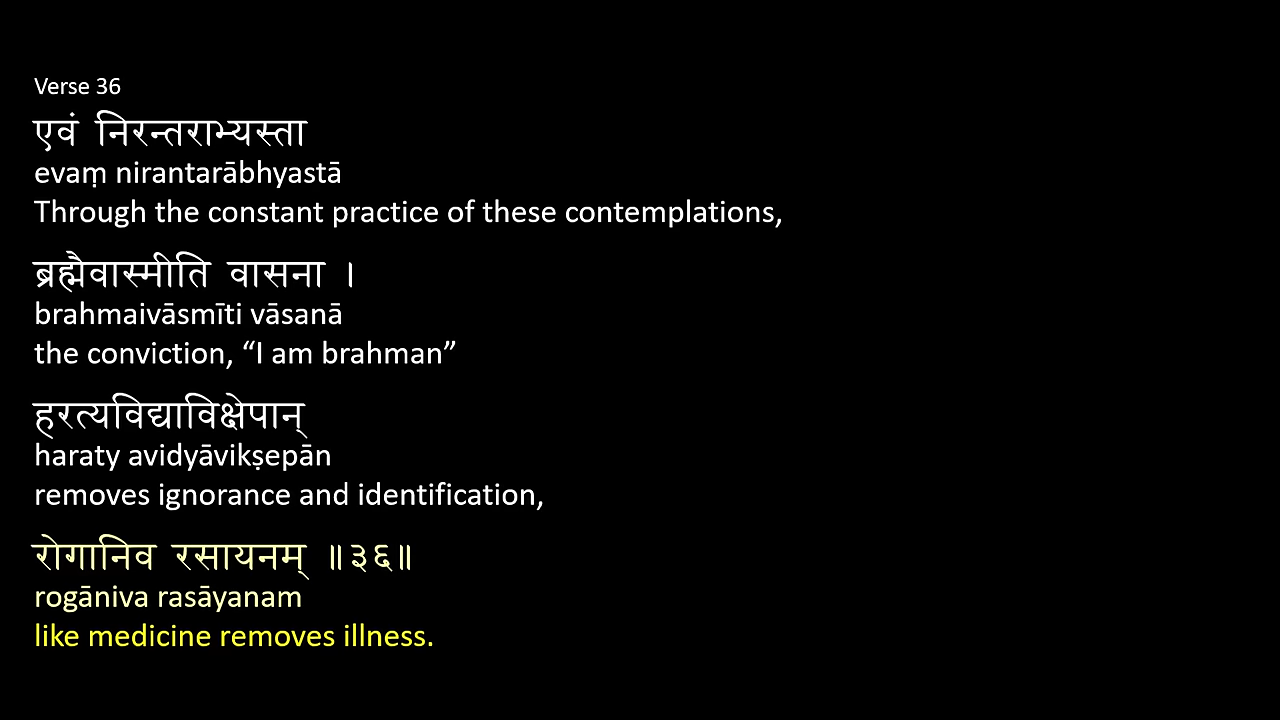 Verse 36
एवं निरन्तराभ्यस्ता
evaṃ nirantarābhyastā
Through the constant practice of these contemplations,
ब्रह्मैवास्मीति वासना ।
brahmaivāsmīti vāsanā
the conviction, “I am brahman”
हरत्यविद्याविक्षेपान्
haraty avidyāvikṣepān
removes ignorance and identification,
रोगानिव रसायनम् ॥३६॥
rogāniva rasāyanam
like medicine removes illness.